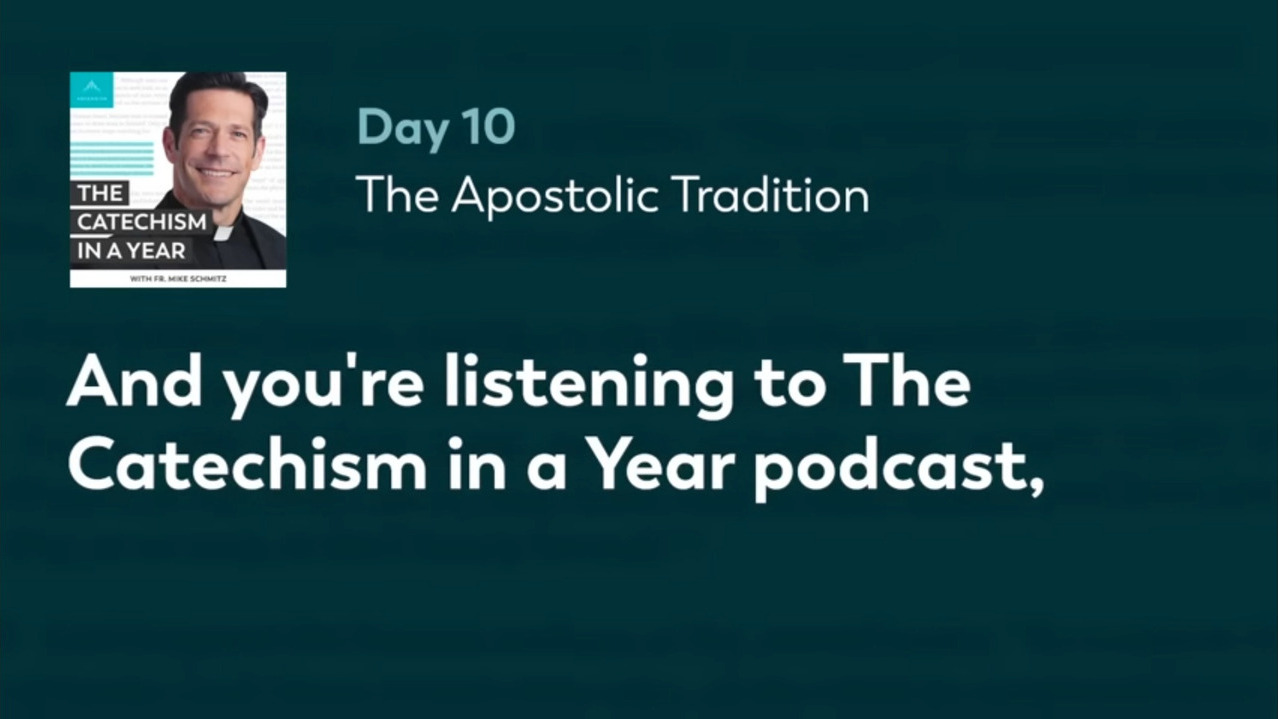 Day 10
The Apostolic Tradition
THE
CATECHISM
IN A YEAR
WITH FR. MIKE SCHMITZ
And you're listening to The
Catechism in a Year podcast,